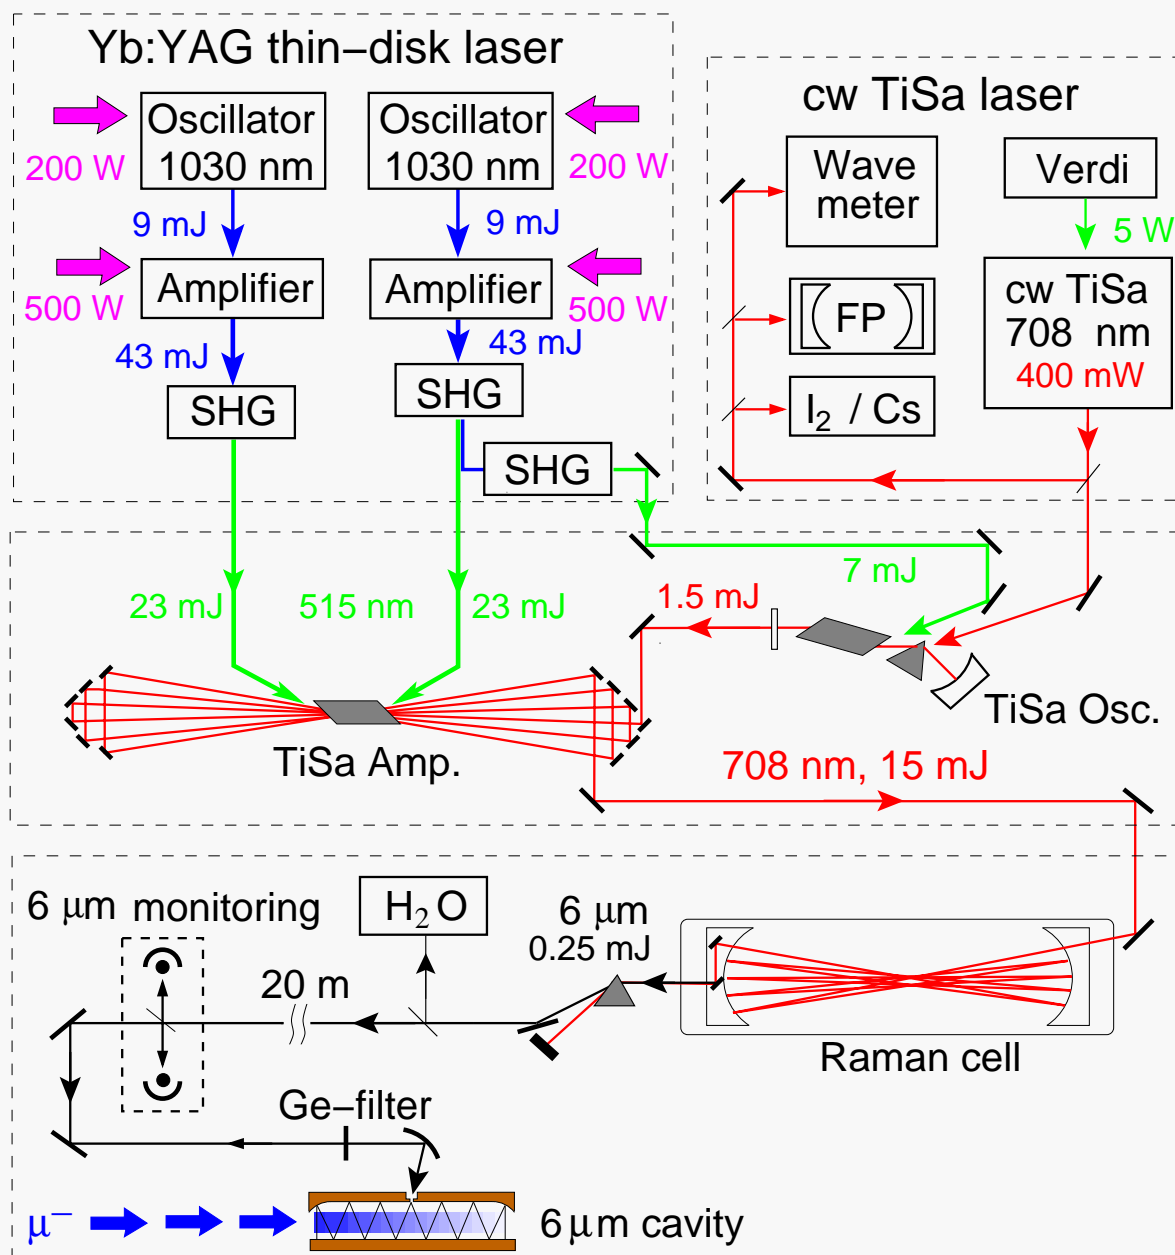 Yb:YAG thin−disk laser
Oscillator
1030 nm
200 W
9 mJ
Amplifier
500 W
43 mJ
SHG
Oscillator
1030 nm
200 W
9 mJ
Amplifier
500 W
43 mJ
SHG
SHG
cw TiSa laser
Wave
meter
FP
I₂ / Cs
Verdi
5 W
cw TiSa
708 nm
400 mW
23 mJ
515 nm
23 mJ
7 mJ
1.5 mJ
TiSa Osc.
TiSa Amp.
708 nm, 15 mJ
6 μm monitoring
H₂O
6 μm
0.25 mJ
20 m
Raman cell
Ge−filter
μ⁻
6 μm cavity